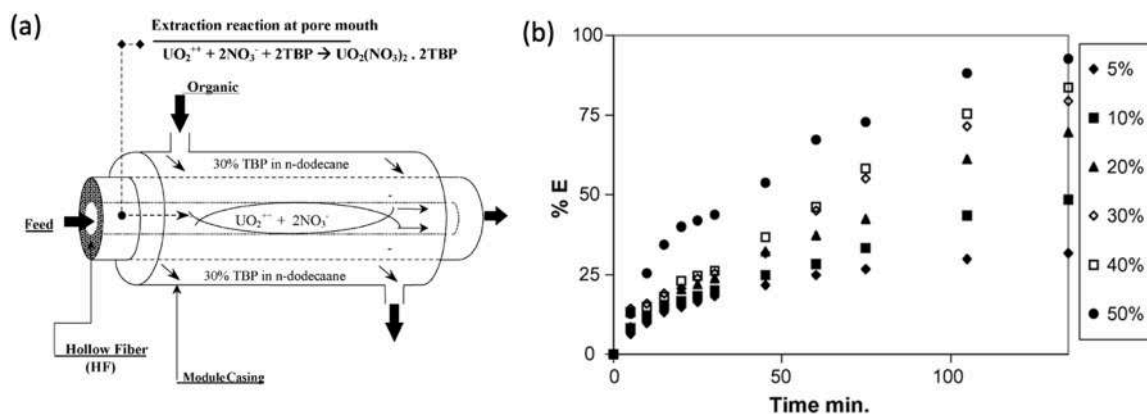 (a)
Extraction reaction at pore mouth
UO₂⁺⁺ + 2NO₃⁻ + 2TBP → UO₂(NO₃)₂ . 2TBP
Organic
30% TBP in n-dodecane
Feed
UO₂⁺⁺ + 2NO₃⁻
30% TBP in n-dodecaane
Hollow Fiber
(HF)
Module Casing
(b)
100
75
50
25
0
% E
0
50
100
Time min.
5%
10%
20%
30%
40%
50%